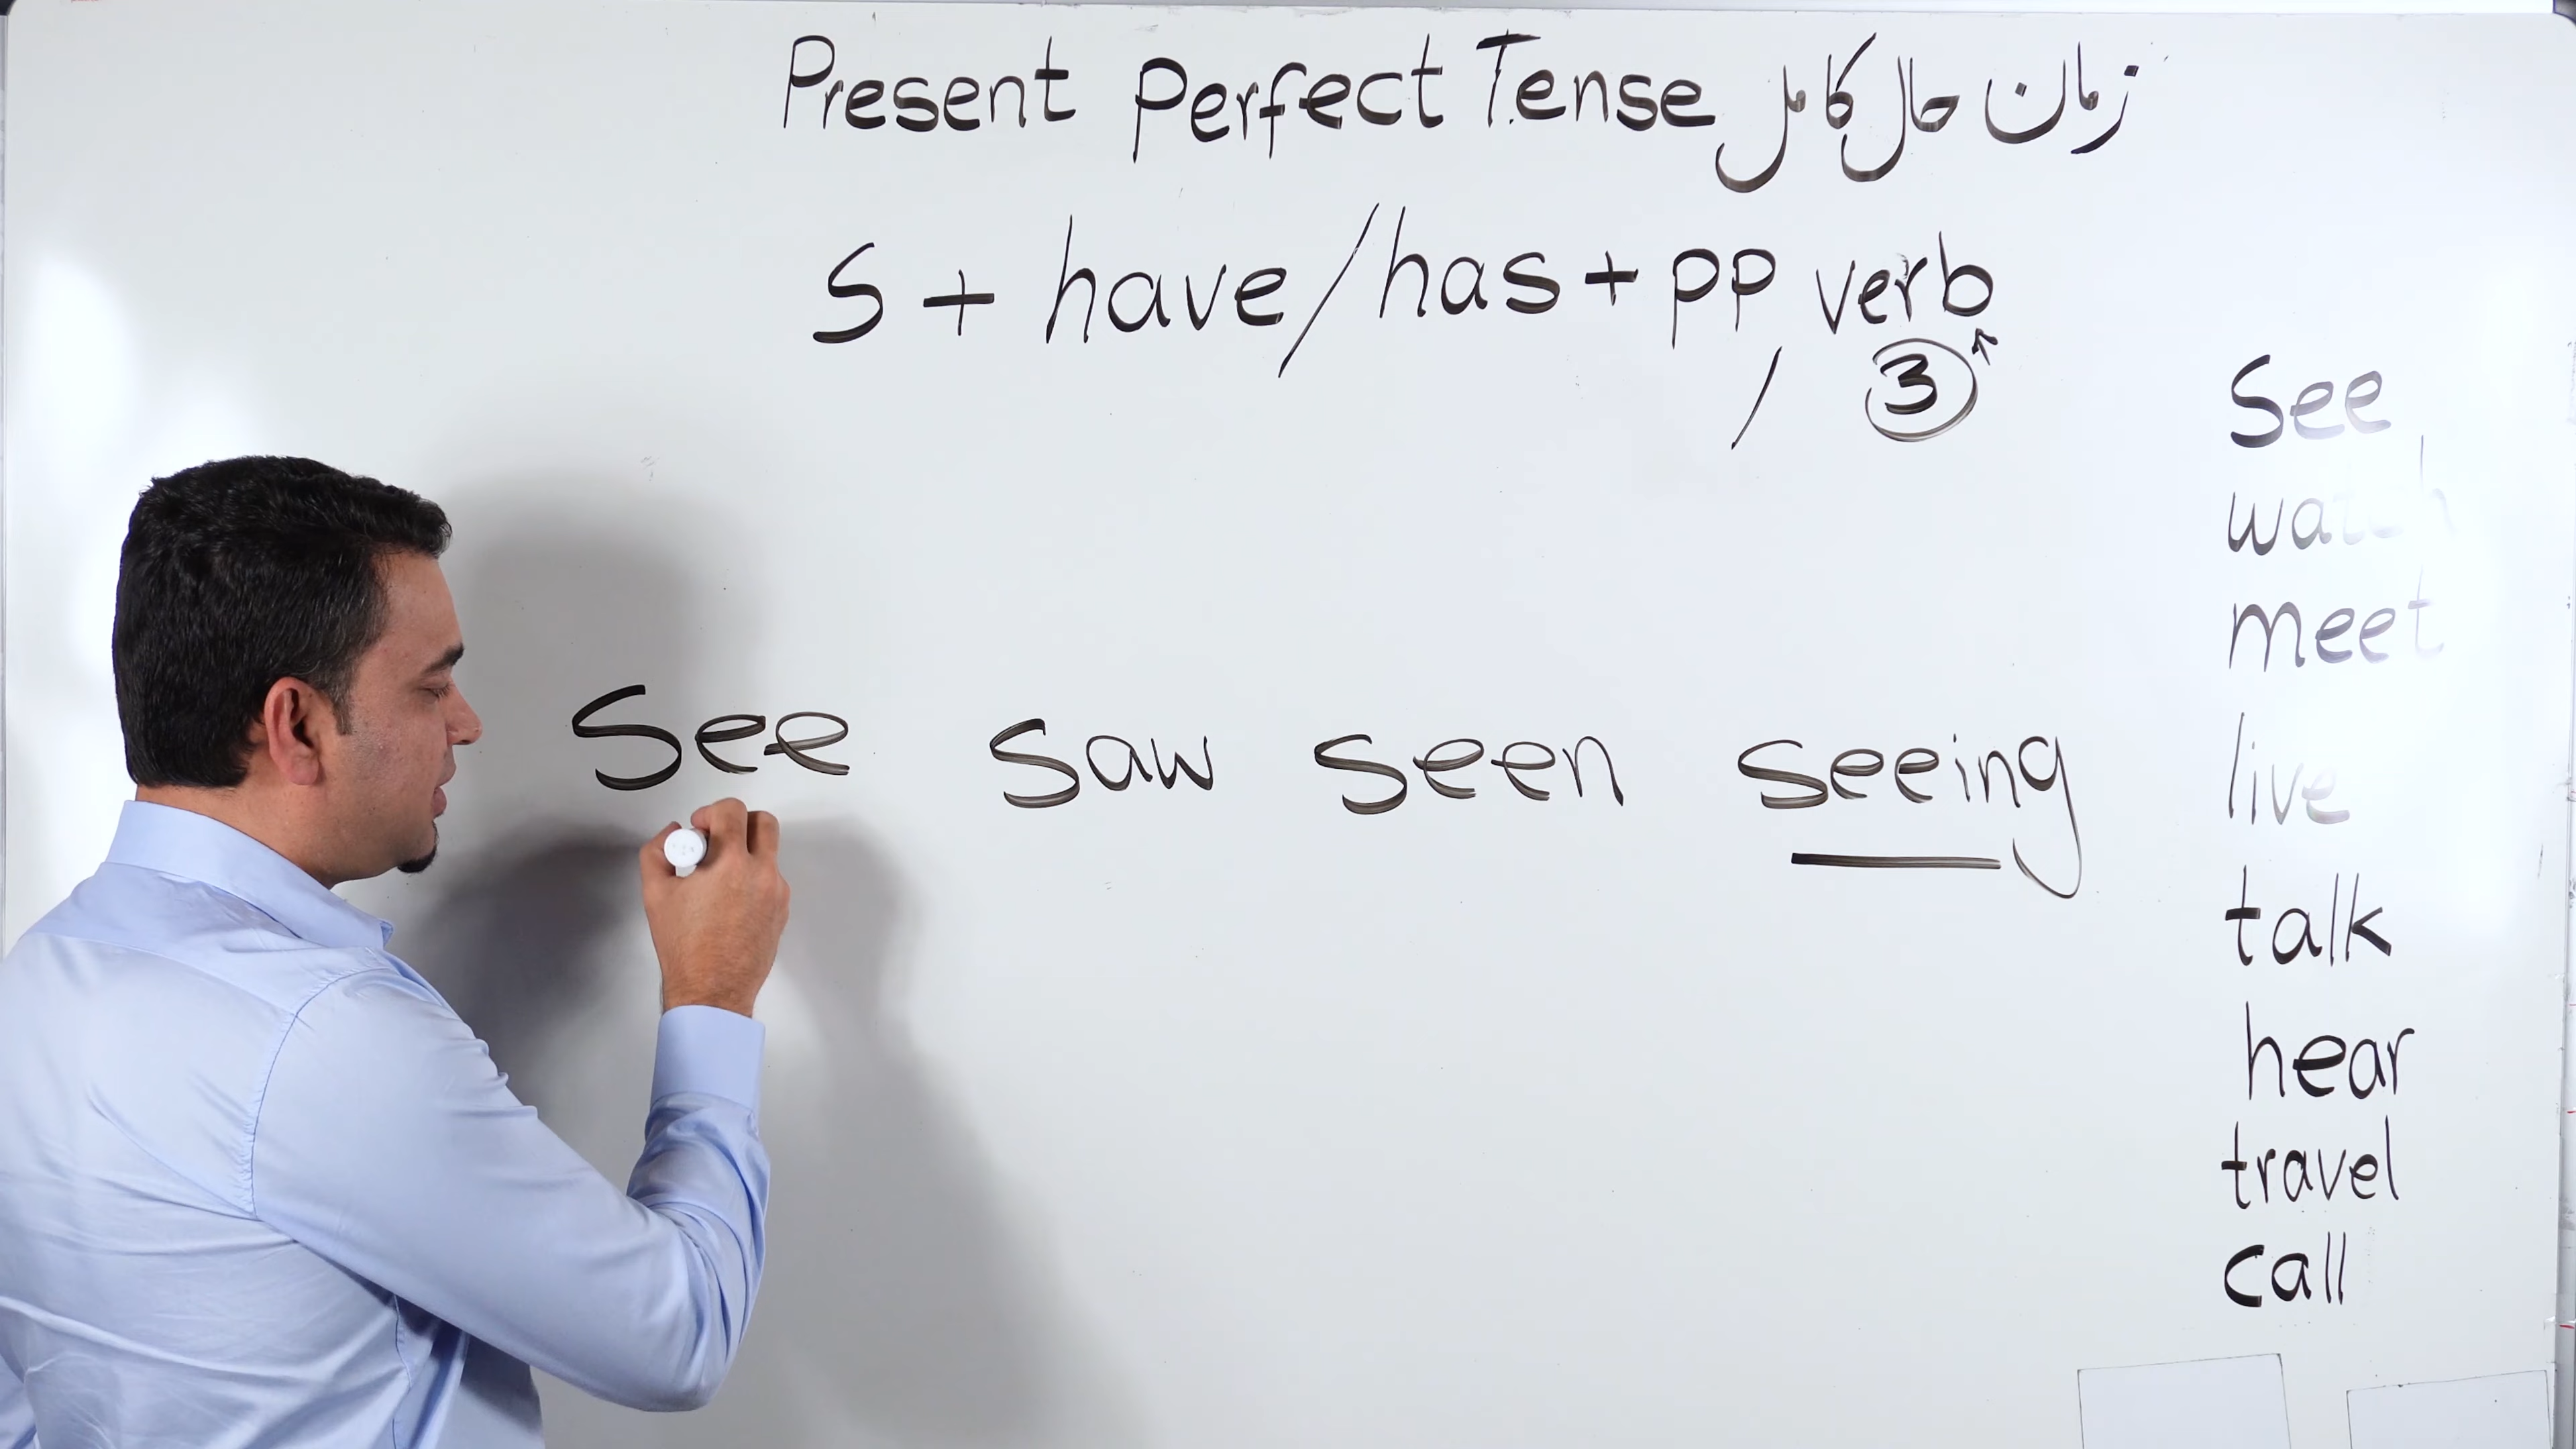 Present Perfect Tense زمان حال کامل
S + have/has + pp verb
/ ③
See
watch
meet
See saw seen seeing
live
talk
hear
travel
call